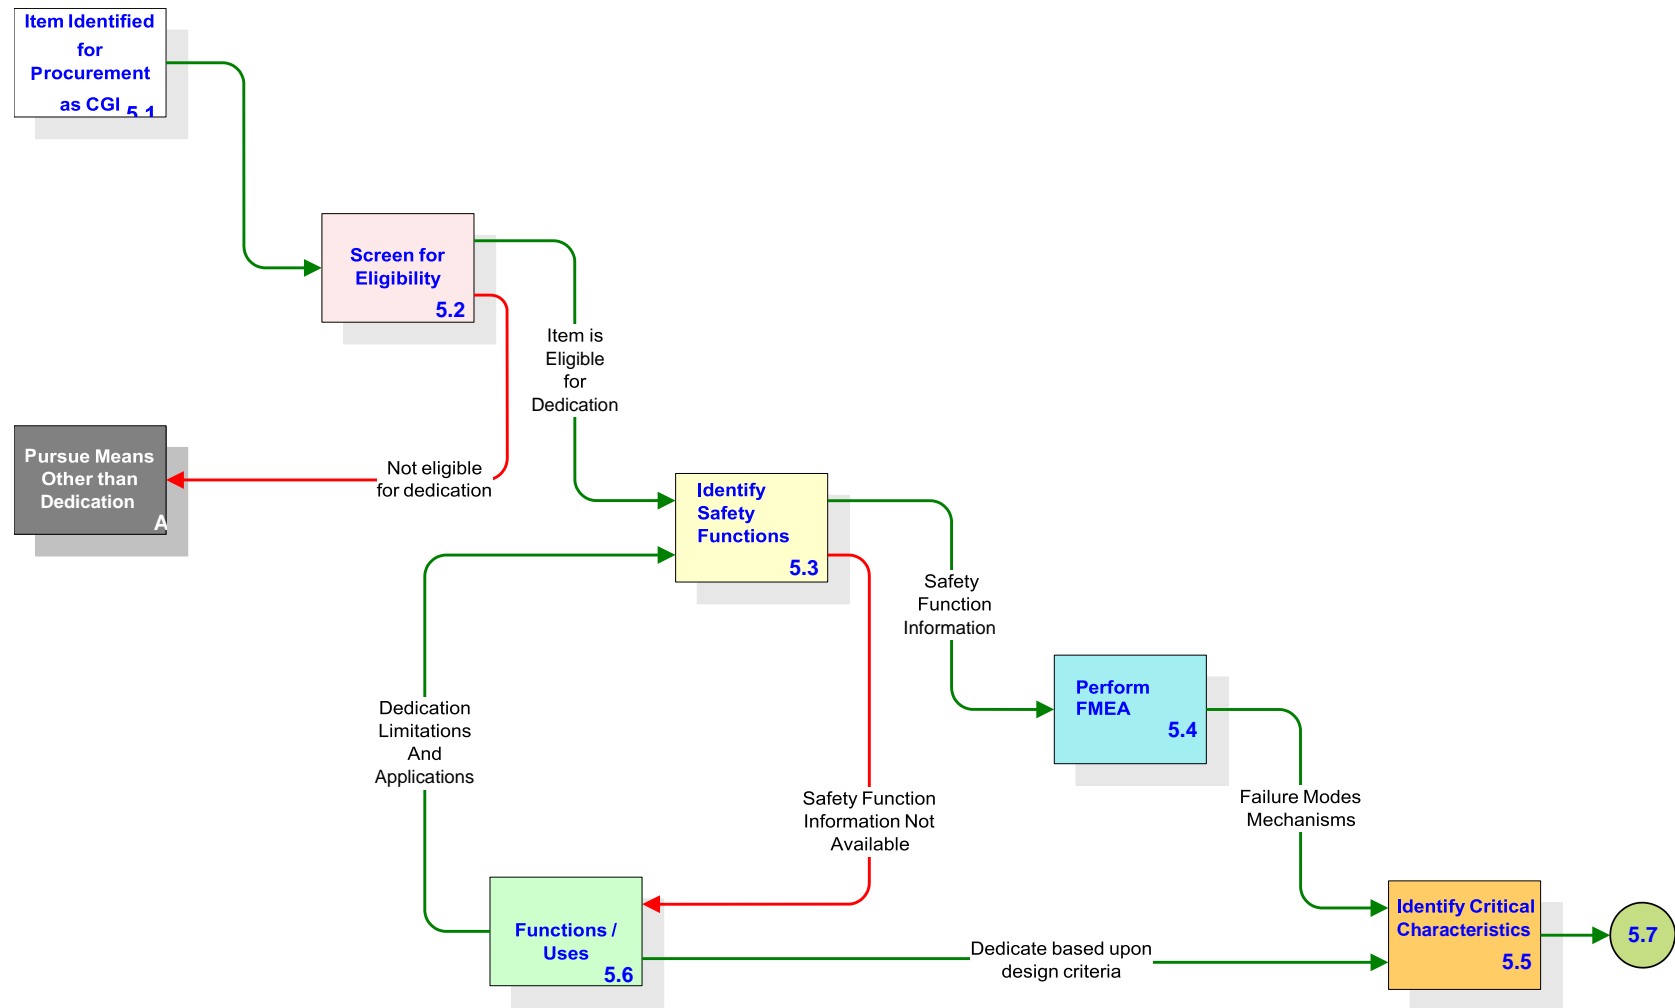 Item Identified
for
Procurement
as CGI
5.1
Screen for
Eligibility
5.2
Item is
Eligible
for
Dedication
Pursue Means
Other than
Dedication
A
Not eligible
for dedication
Identify
Safety
Functions
5.3
Safety
Function
Information
Perform
FMEA
5.4
Dedication
Limitations
And
Applications
Safety Function
Information Not
Available
Failure Modes
Mechanisms
Functions /
Uses
5.6
Dedicate based upon
design criteria
Identify Critical
Characteristics
5.5
5.7